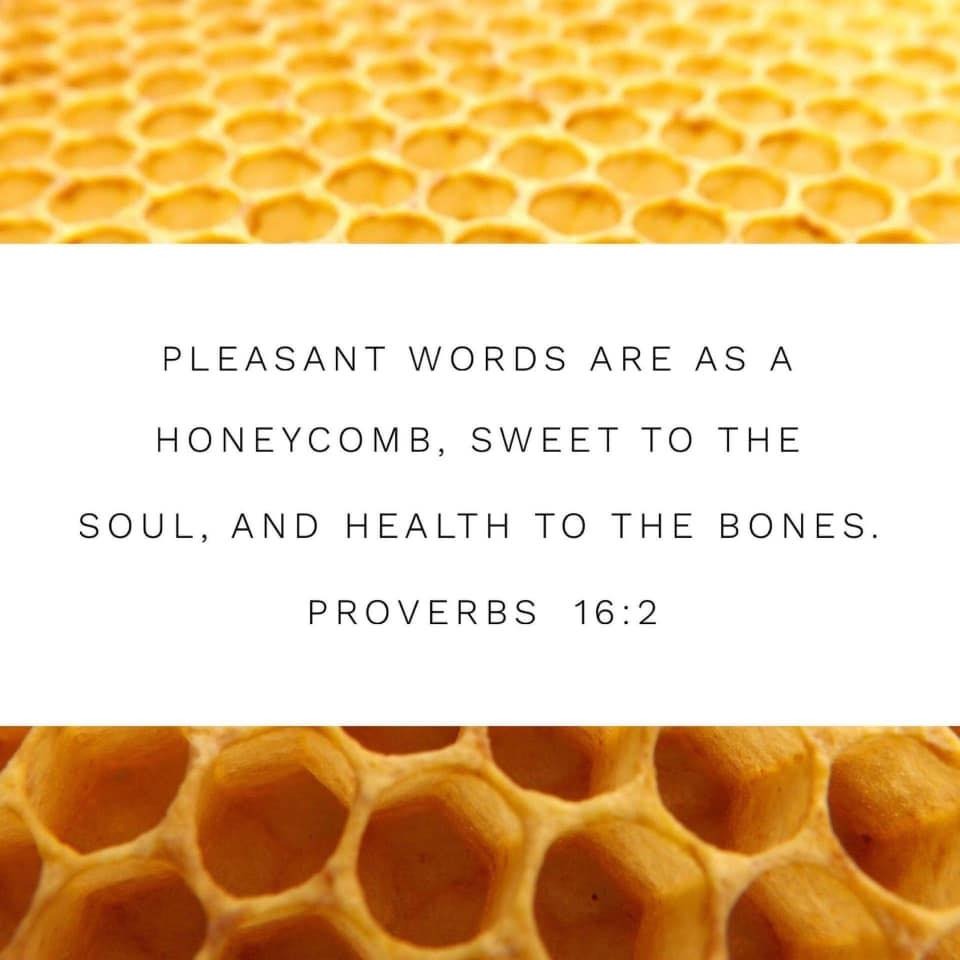 PLEASANT WORDS ARE AS A
HONEYCOMB, SWEET TO THE
SOUL, AND HEALTH TO THE BONES.
PROVERBS 16:2